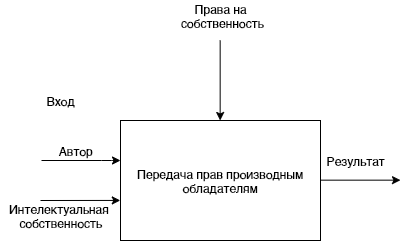 Права на
собственность
Вход
Автор
Передача прав производным
обладателям
Результат
Интелектуальная
собственность